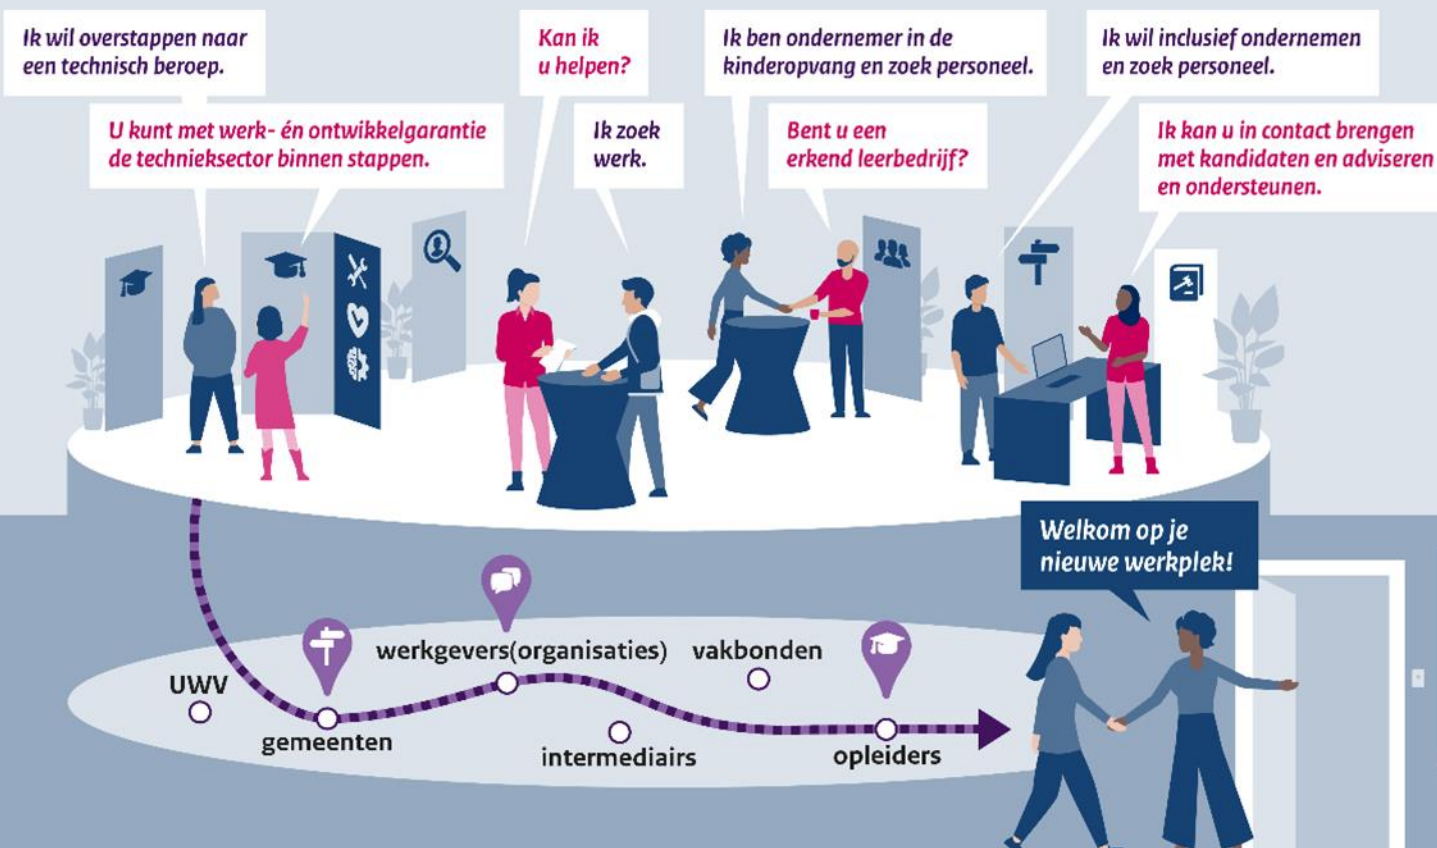 Ik wil overstappen naar
een technisch beroep.
U kunt met werk- én ontwikkelgarantie
de technieksector binnen stappen.
Kan ik
u helpen?
Ik zoek
werk.
Ik ben ondernemer in de
kinderopvang en zoek personeel.
Bent u een
erkend leerbedrijf?
Ik wil inclusief ondernemen
en zoek personeel.
Ik kan u in contact brengen
met kandidaten en adviseren
en ondersteunen.
Welkom op je
nieuwe werkplek!
UWV
gemeenten
werkgevers(organisaties)
intermediairs
vakbonden
opleiders